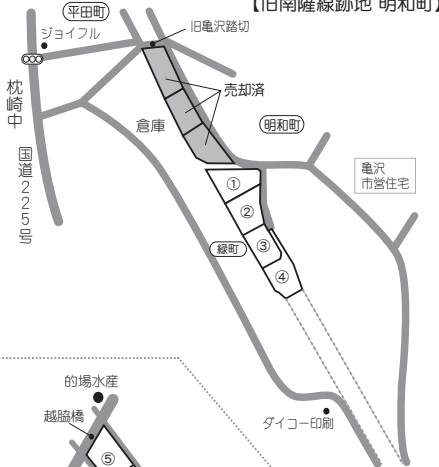 【旧南薩線跡地 明和町】
平田町
ジョイフル
旧亀沢踏切
枕崎中
国道225号
売却済
倉庫
明和町
亀沢
市営住宅
①
②
緑町
③
④
ダイコー印刷
的場水産
越脇橋
⑤